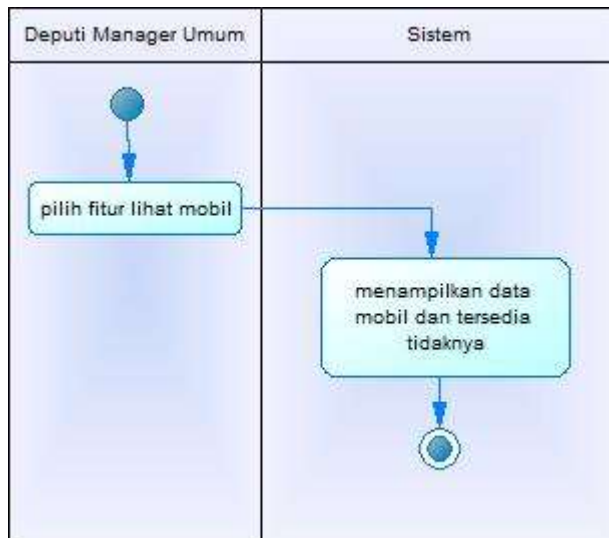 Deputi Manager Umum
Sistem
pilih fitur lihat mobil
menampilkan data
mobil dan tersedia
tidaknya